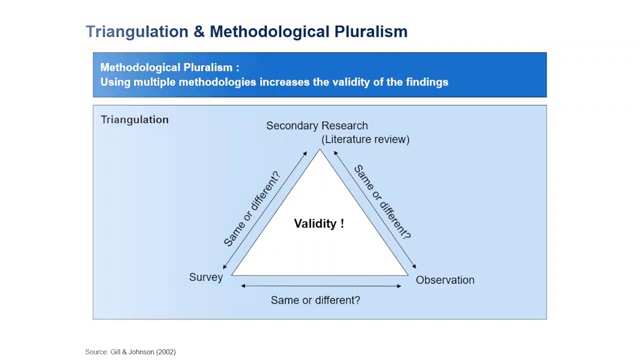 Triangulation & Methodological Pluralism
Methodological Pluralism :
Using multiple methodologies increases the validity of the findings
Triangulation
Secondary Research
(Literature review)
Same or different?
Same or different?
Validity !
Survey
Observation
Same or different?
Source: Gill & Johnson (2002)